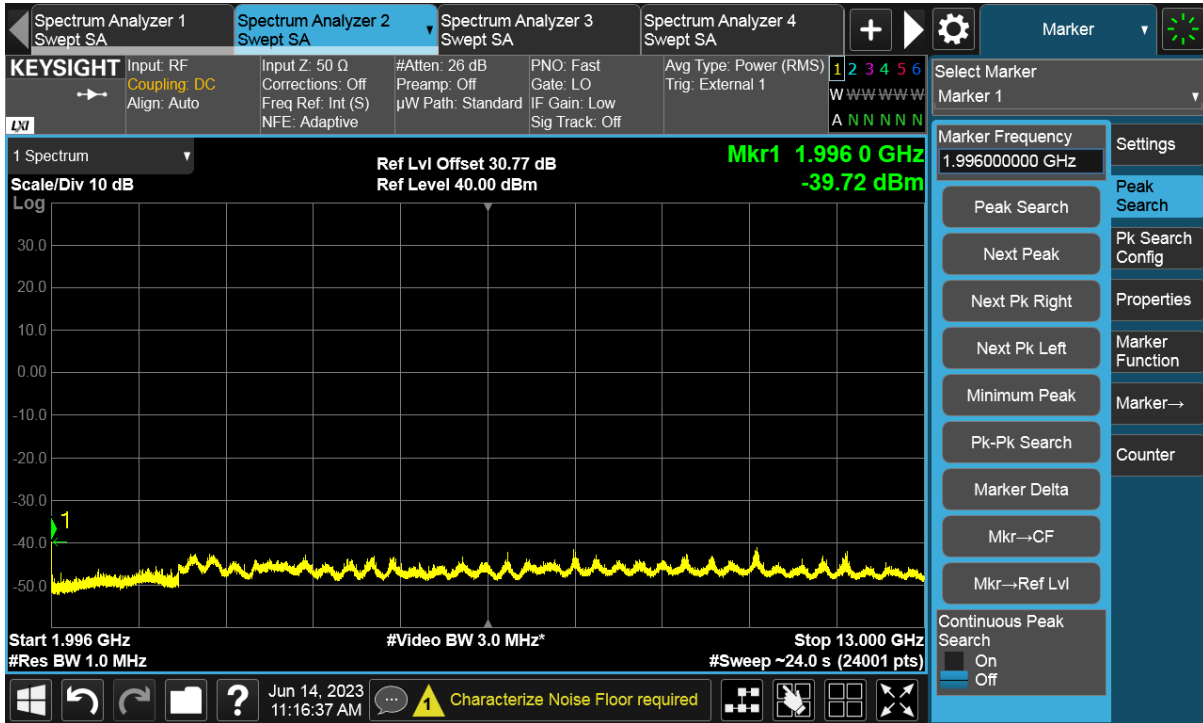 Spectrum Analyzer 1
Swept SA
Spectrum Analyzer 2
Swept SA
Spectrum Analyzer 3
Swept SA
Spectrum Analyzer 4
Swept SA
+
Marker
KEYSIGHT
LXI
Input: RF
Coupling: DC
Align: Auto
Input Z: 50 Ω
Corrections: Off
Freq Ref: Int (S)
NFE: Adaptive
#Atten: 26 dB
Preamp: Off
µW Path: Standard
PNO: Fast
Gate: LO
IF Gain: Low
Sig Track: Off
Avg Type: Power (RMS)
Trig: External 1
1 2 3 4 5 6
W W W W W W
A N N N N N
Select Marker
Marker 1
1 Spectrum
Scale/Div 10 dB
Ref Lvl Offset 30.77 dB
Ref Level 40.00 dBm
Mkr1 1.996 0 GHz
-39.72 dBm
Log
30.0
20.0
10.0
0.00
-10.0
-20.0
-30.0
-40.0
-50.0
1
Start 1.996 GHz
#Res BW 1.0 MHz
#Video BW 3.0 MHz*
Stop 13.000 GHz
#Sweep ~24.0 s (24001 pts)
Marker Frequency
1.996000000 GHz
Peak Search
Next Peak
Next Pk Right
Next Pk Left
Minimum Peak
Pk-Pk Search
Marker Delta
Mkr→CF
Mkr→Ref Lvl
Continuous Peak
Search
On
Off
Settings
Peak
Search
Pk Search
Config
Properties
Marker
Function
Marker→
Counter
?
Jun 14, 2023
11:16:37 AM
1
Characterize Noise Floor required